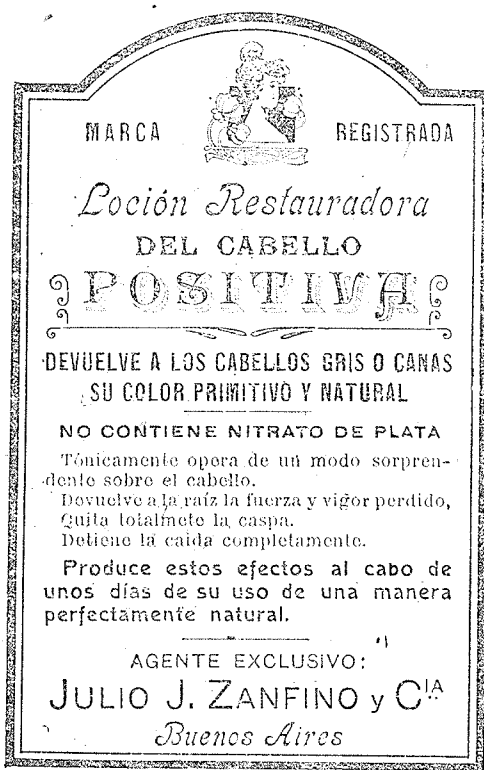 MARCA REGISTRADA
Loción Restauradora
DEL CABELLO
POSITIVA
DEVUELVE A LOS CABELLOS GRIS O CANAS
SU COLOR PRIMITIVO Y NATURAL
NO CONTIENE NITRATO DE PLATA
Tónicamente opera de un modo sorpren-
dente sobre el cabello.
Devuelve a la raíz la fuerza y vigor perdido,
Quita totalmete la caspa.
Detiene la caida completamente.
Produce estos efectos al cabo de
unos días de su uso de una manera
perfectamente natural.
AGENTE EXCLUSIVO:
JULIO J. ZANFINO y CIA
Buenos Aires